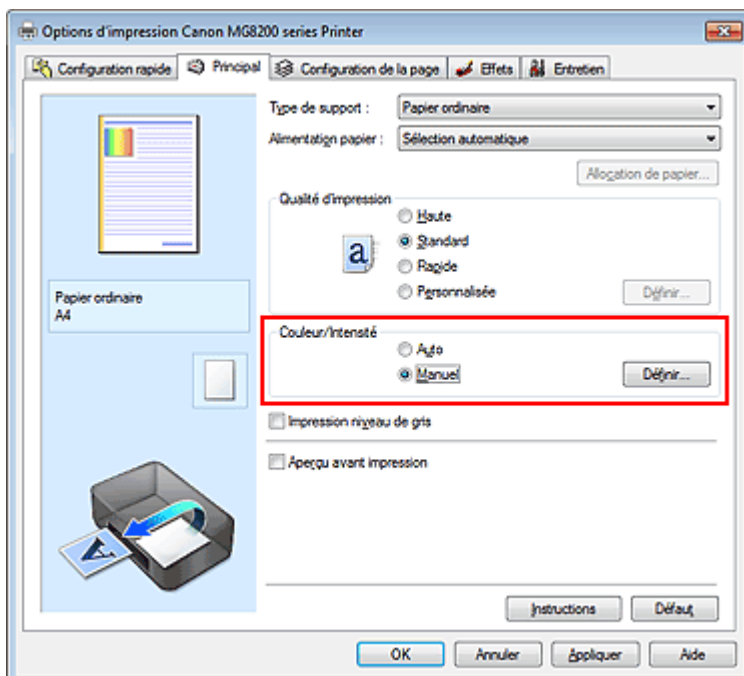 Options d'impression Canon MG8200 series Printer
Configuration rapide Principal Configuration de la page Effets Entretien
Type de support : Papier ordinaire
Alimentation papier : Sélection automatique
Allocation de papier...
Qualité d'impression
Haute
a Standard
Rapide
Personnalisée Définir...
Papier ordinaire
A4
Couleur/Intensité
Auto
Manuel Définir...
Impression niveau de gris
Aperçu avant impression
A
Instructions Défaut
OK Annuler Appliquer Aide